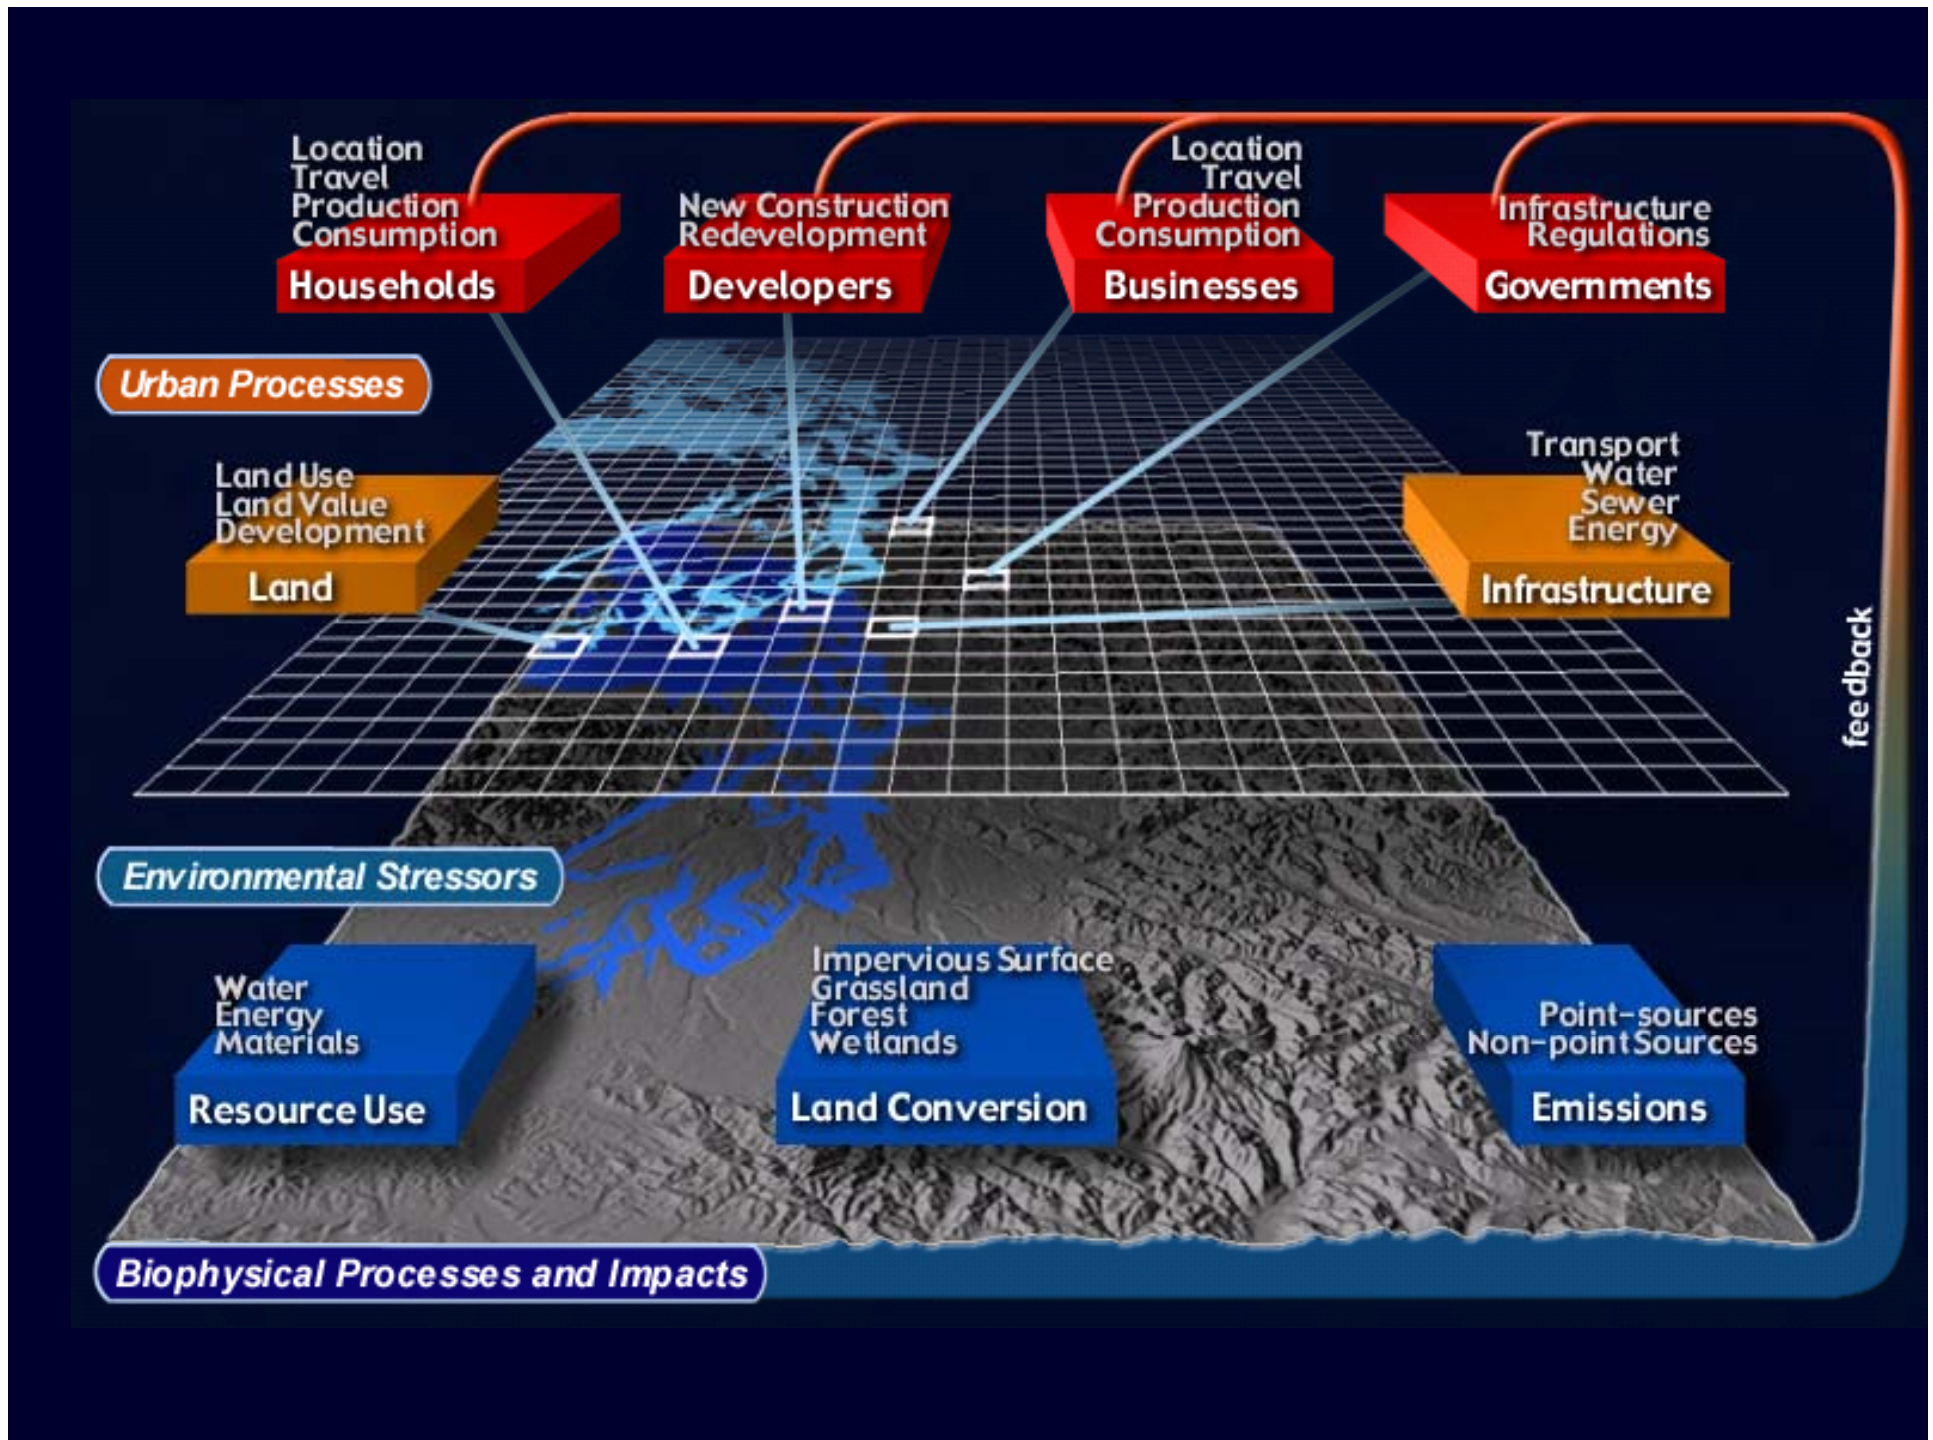 Location
Travel
Production
Consumption
Households
New Construction
Redevelopment
Developers
Location
Travel
Production
Consumption
Businesses
Infrastructure
Regulations
Governments
Urban Processes
Land Use
Land Value
Development
Land
Transport
Water
Sewer
Energy
Infrastructure
feedback
Environmental Stressors
Water
Energy
Materials
Resource Use
Impervious Surface
Grassland
Forest
Wetlands
Land Conversion
Point-sources
Non-point Sources
Emissions
Biophysical Processes and Impacts